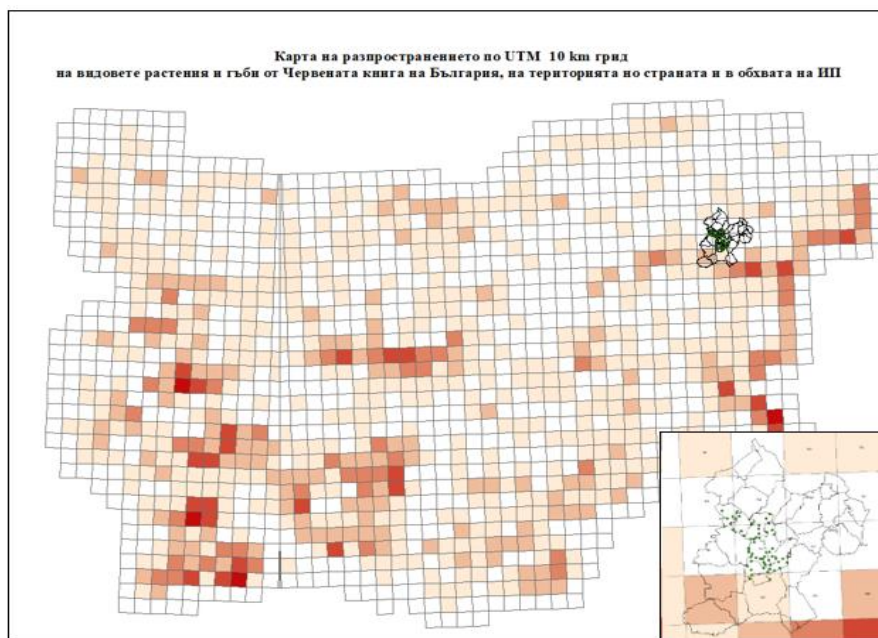 Карта на разпространението по UTM 10 km грид
на видовете растения и гъби от Червената книга на България, на територията но страната и в обхвата на ИП